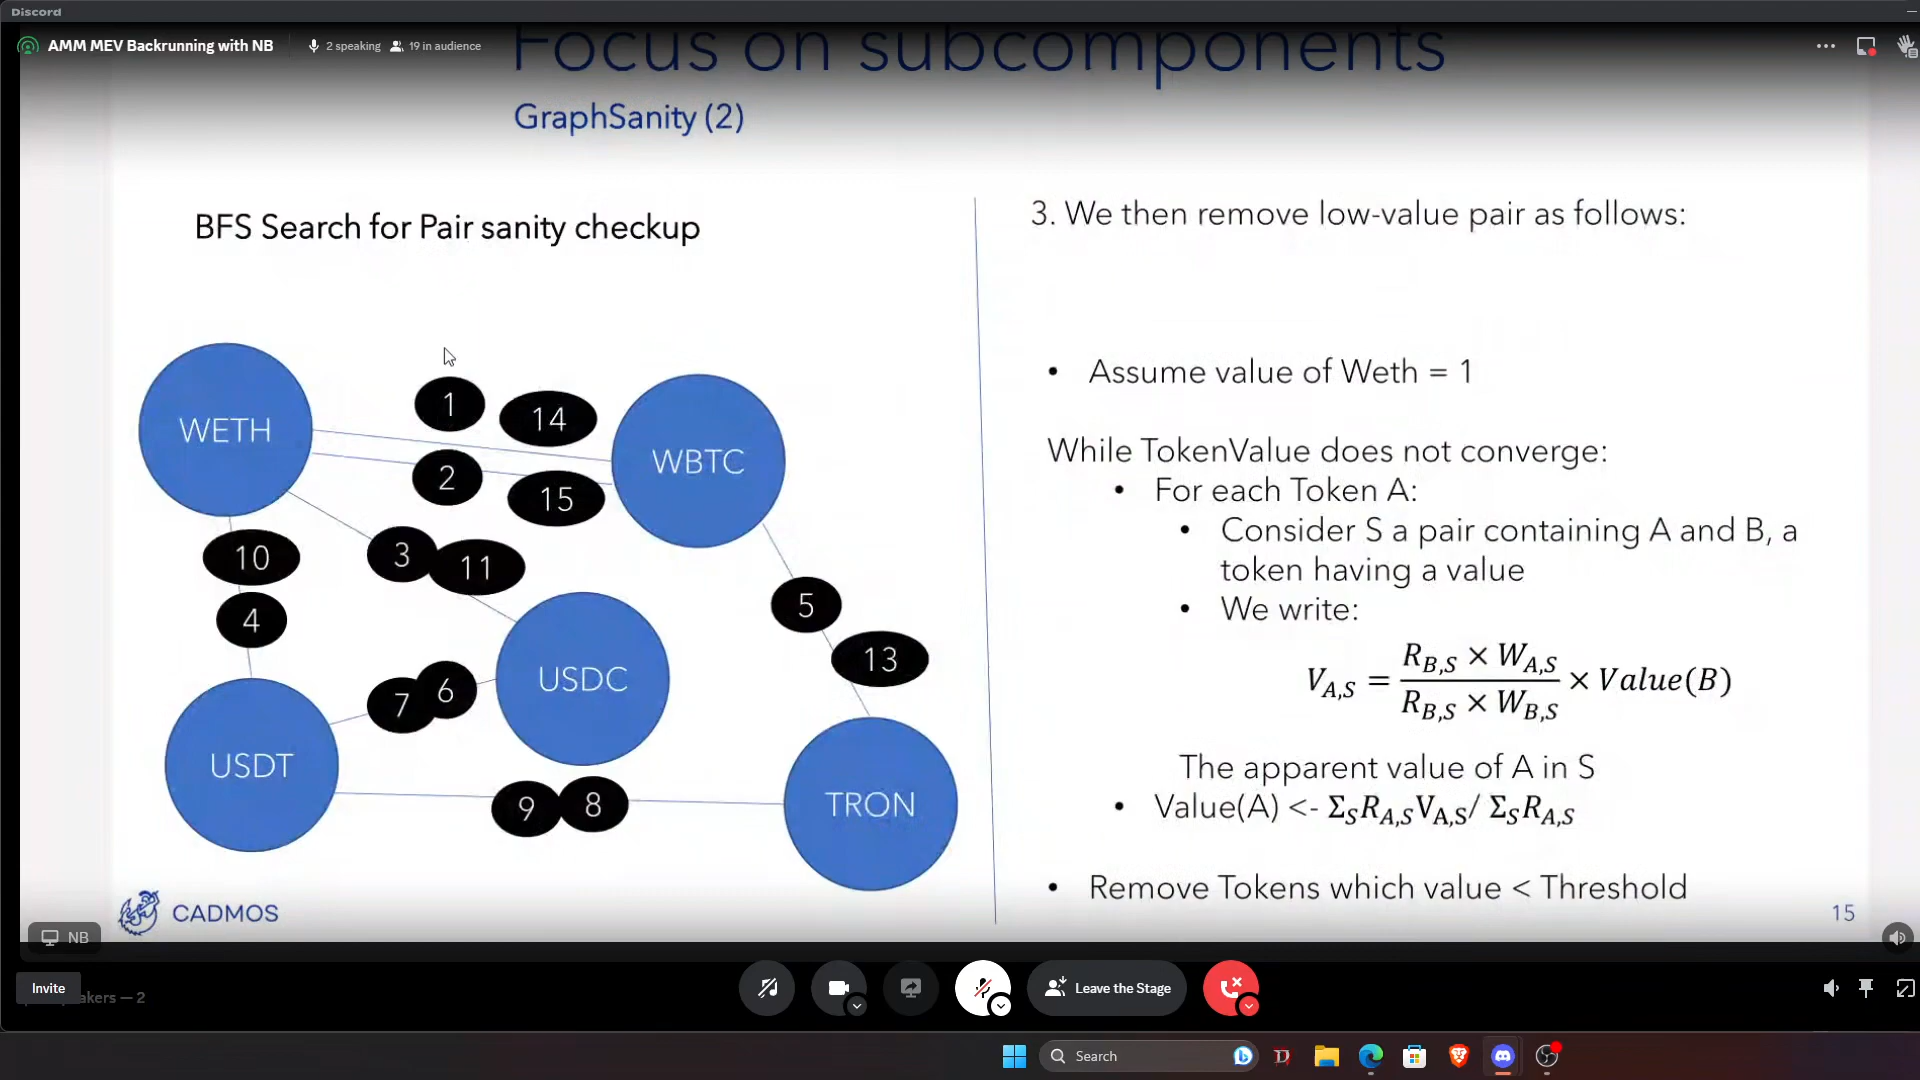 Discord
AMM MEV Backrunning with NB
2 speaking
19 in audience
Focus on subcomponents
GraphSanity (2)
BFS Search for Pair sanity checkup
WETH
1
14
2
15
WBTC
10
3
11
4
5
13
USDC
6
7
USDT
9
8
TRON
CADMOS
3. We then remove low-value pair as follows:
• Assume value of Weth = 1
While TokenValue does not converge:
• For each Token A:
• Consider S a pair containing A and B, a
token having a value
• We write:
V_{A,S} = \frac{R_{B,S} × W_{A,S}}{R_{B,S} × W_{B,S}} × Value(B)
The apparent value of A in S
• Value(A) <- Σ_S R_{A,S} V_{A,S} / Σ_S R_{A,S}
• Remove Tokens which value < Threshold
15
NB
Invite
akers — 2
Leave the Stage
Search